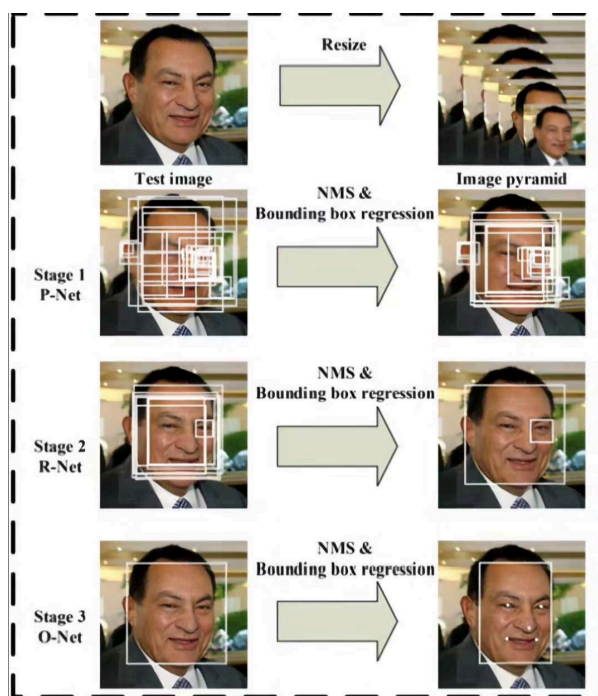 Resize
Test image
Image pyramid
NMS &
Bounding box regression
Stage 1
P-Net
NMS &
Bounding box regression
Stage 2
R-Net
NMS &
Bounding box regression
Stage 3
O-Net